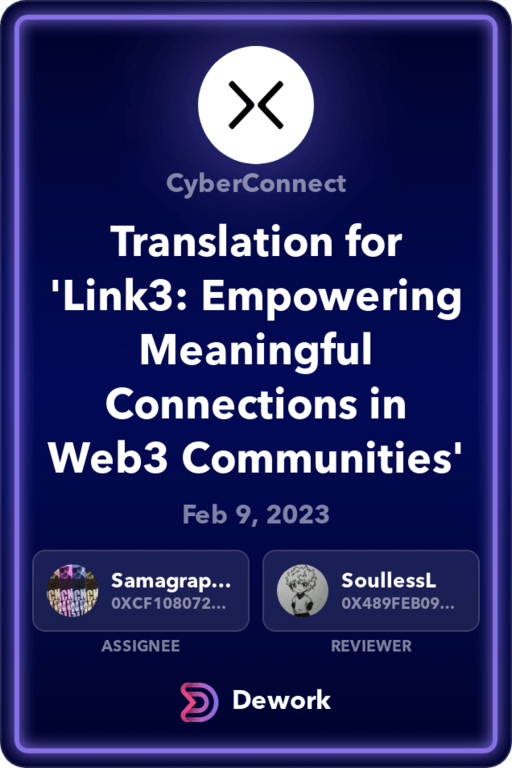 CyberConnect
Translation for
'Link3: Empowering
Meaningful
Connections in
Web3 Communities'
Feb 9, 2023
Samagrap...
0XCF108072...
ASSIGNEE
SoullessL
0X489FEB09...
REVIEWER
Dework